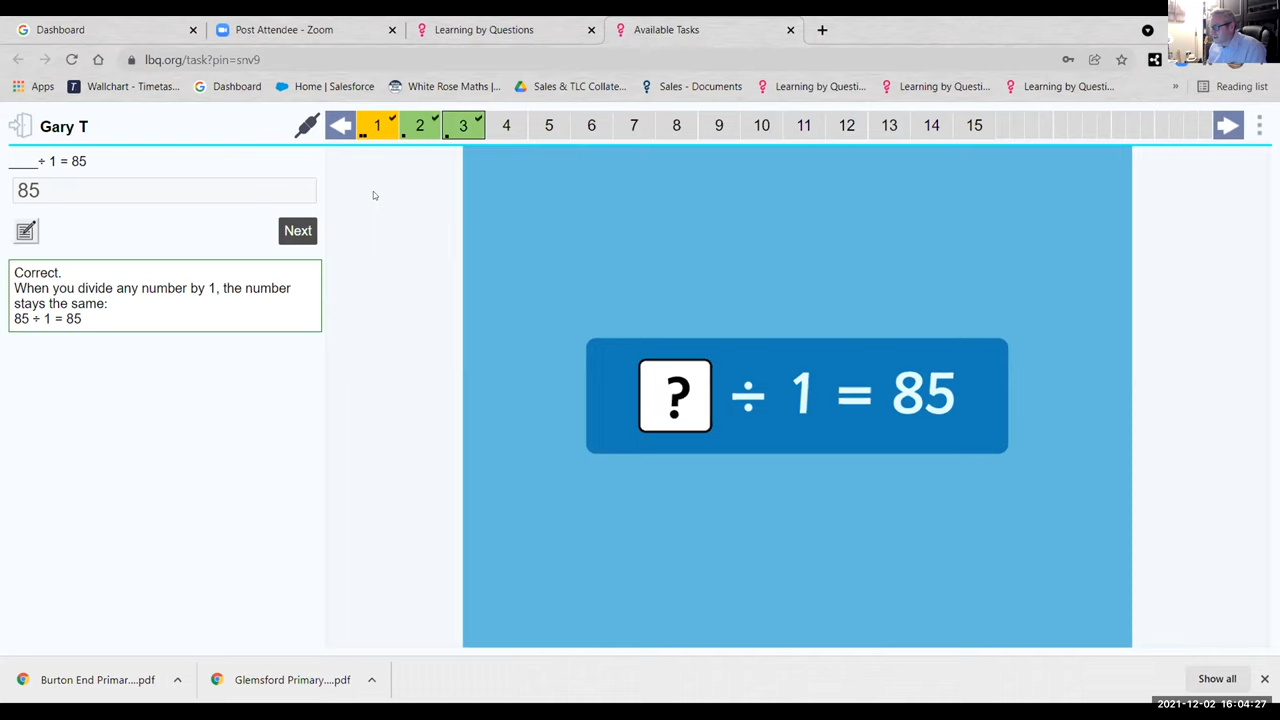 Dashboard
Post Attendee - Zoom
Learning by Questions
Available Tasks
lbq.org/task?pin=snv9
Apps
Wallchart - Timetas...
Dashboard
Home | Salesforce
White Rose Maths |...
Sales & TLC Collate...
Sales - Documents
Learning by Questi...
Learning by Questi...
Learning by Questi...
»
Reading list
Gary T
1 2 3 4 5 6 7 8 9 10 11 12 13 14 15
____÷ 1 = 85
85
Next
Correct.
When you divide any number by 1, the number
stays the same:
85 ÷ 1 = 85
? ÷ 1 = 85
Burton End Primar....pdf
Glemsford Primary....pdf
Show all
2021-12-02 16:04:27